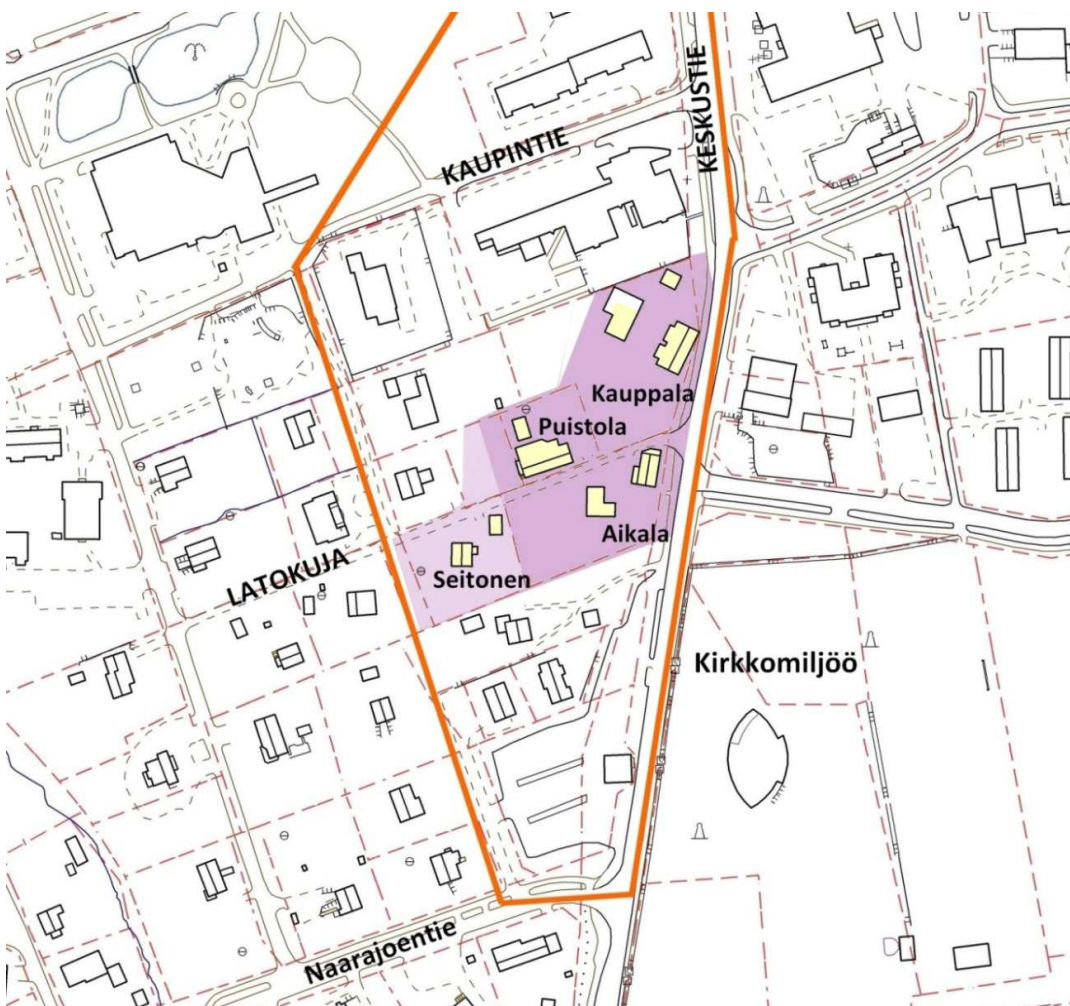 KESKUSTIE
KAUPINTIE
Kauppala
Puistola
Aikala
LATOKUJA
Seitonen
Kirkkomiljöö
Naarajoentie